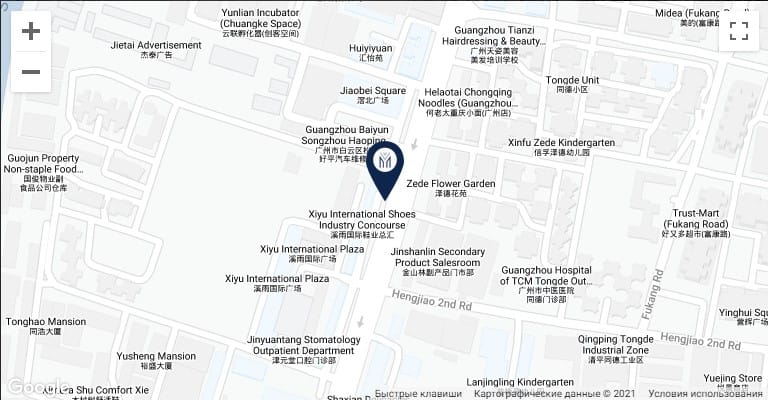 Yunlian Incubator
(Chuangke Space)
云联孵化器(创客空间)
Midea (Fukang Road)
美的(富康路)
Guangzhou Tianzi
Hairdressing & Beauty...
广州天姿美容
美发培训学校
Jietai Advertisement
杰泰广告
Huiyiyuan
汇怡苑
Jiaobei Square
滘北广场
Tongde Unit
同德小区
Helaotai Chongqing
Noodles (Guangzhou...
何老太重庆小面(广州店)
Guangzhou Baiyun
Songzhou Haoping
广州市白云区松
好平汽车维修
Xinfu Zede Kindergarten
信孚泽德幼儿园
Guojun Property
Non-staple Food...
国俊物业副
食品公司仓库
Zede Flower Garden
泽德花苑
Xiyu International Shoes
Industry Concourse
溪雨国际鞋业总汇
Trust-Mart
(Fukang Road)
好又多超市(富康路)
Xiyu International Plaza
溪雨国际广场
Jinshanlin Secondary
Product Salesroom
金山林副产品门市部
Xiyu International Plaza
溪雨国际广场
Guangzhou Hospital
of TCM Tongde Out...
广州市中医医院
同德门诊部
Fukang Rd
Hengjiao 2nd Rd
Yinghui Squ
誉辉广场
Tonghao Mansion
同浩大厦
Hengjiao 2nd Rd
Jinyuantang Stomatology
Outpatient Department
津元堂口腔门诊部
Qingping Tongde
Industrial Zone
清平同德工业区
Yusheng Mansion
裕盛大厦
Lanjingling Kindergarten
Yuejing Store
Google
Shu Comfort Xie
Быстрые клавиши
Картографические данные © 2021
Условия использования